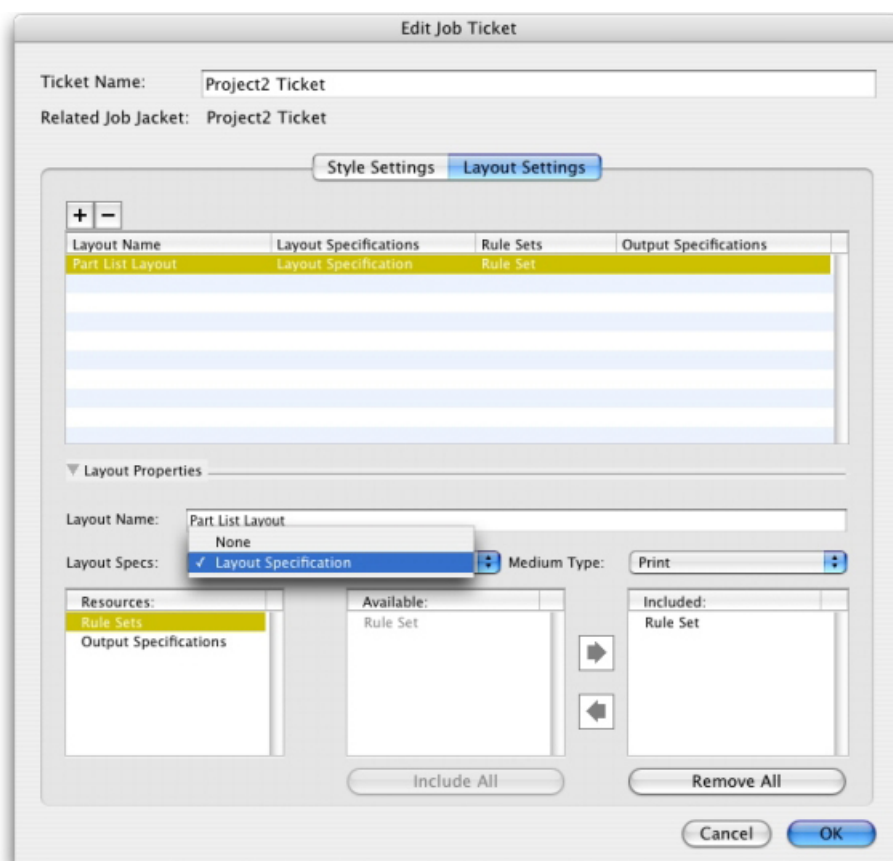 Edit Job Ticket
Ticket Name: Project2 Ticket
Related Job Jacket: Project2 Ticket
Style Settings Layout Settings
+ −
Layout Name Layout Specifications Rule Sets Output Specifications
Part List Layout Layout Specification Rule Set
Layout Properties
Layout Name: Part List Layout
None
Layout Specs: ✓ Layout Specification Medium Type: Print
Resources: Available: Included:
Rule Sets Rule Set Rule Set
Output Specifications
Include All Remove All
Cancel OK